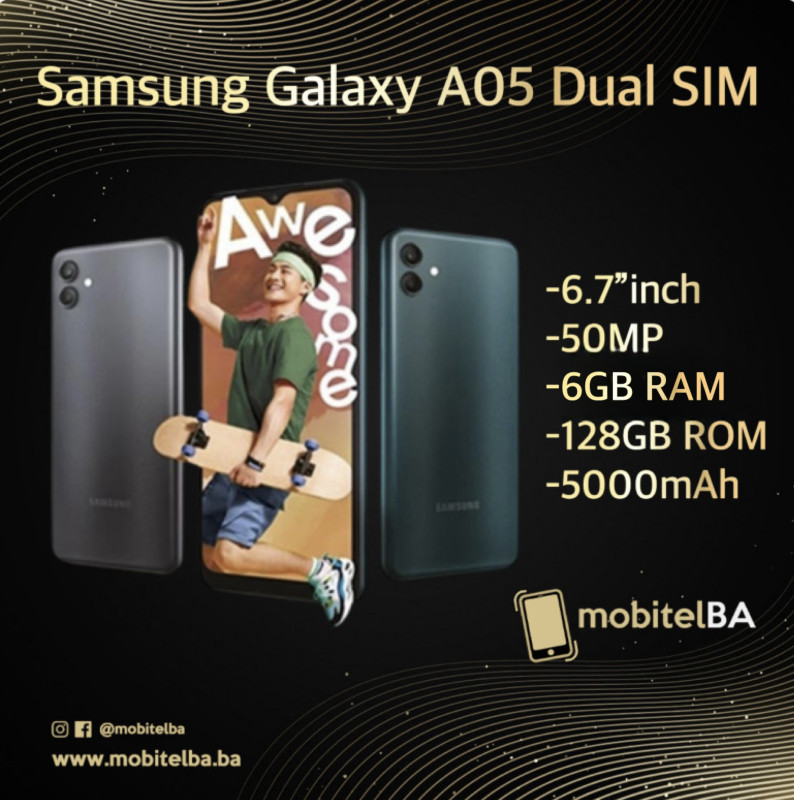 Samsung Galaxy A05 Dual SIM
Awesome
SAMSUNG
SAMSUNG
-6.7”inch
-50MP
-6GB RAM
-128GB ROM
-5000mAh
mobitelBA
@mobitelba
www.mobitelba.ba